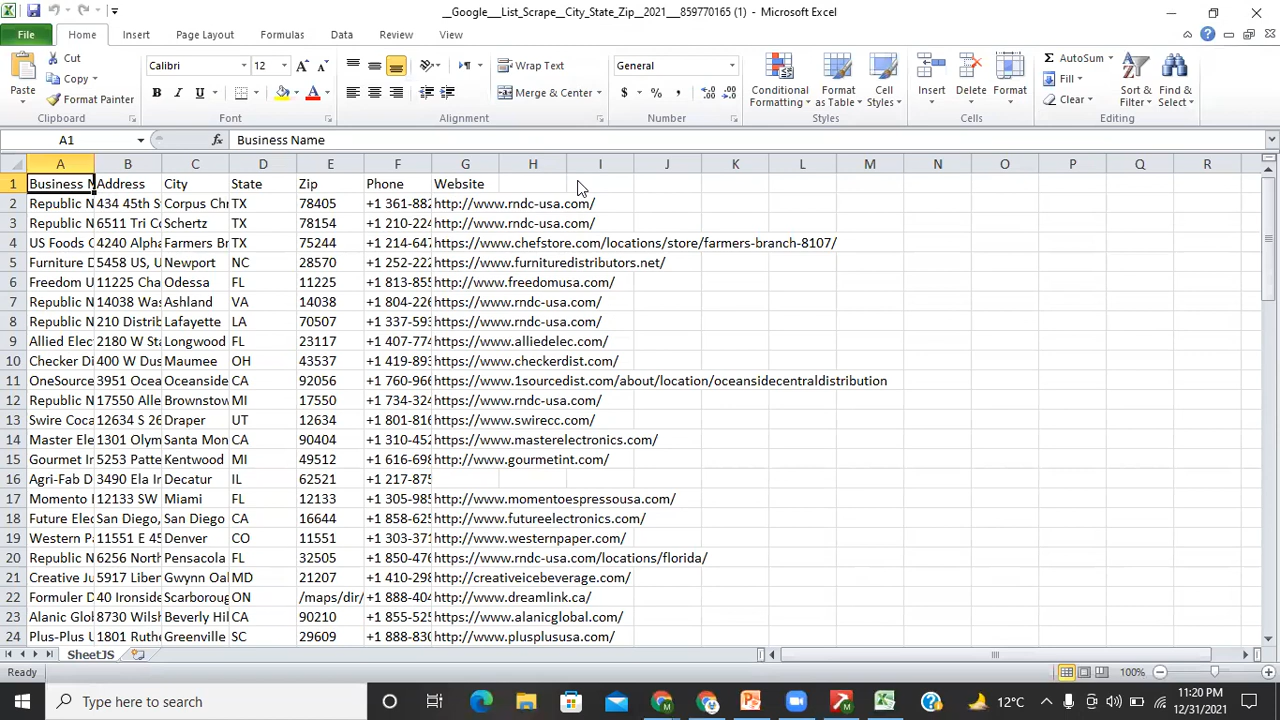 __Google___List_Scrape__City_State_Zip__2021___859770165 (1) - Microsoft Excel
File Home Insert Page Layout Formulas Data Review View
Paste
Cut
Copy
Format Painter
Clipboard
Calibri 12
B I U
Font
Wrap Text
Merge & Center
Alignment
General
$ % ,
Number
Conditional Formatting
Format as Table
Cell Styles
Styles
Insert Delete Format
Cells
AutoSum
Fill
Clear
Sort & Filter
Find & Select
Editing
A1 fx Business Name
A B C D E F G H I J K L M N O P Q R
1 Business N Address City State Zip Phone Website
2 Republic N 434 45th S Corpus Chr TX 78405 +1 361-882 http://www.rndc-usa.com/
3 Republic N 6511 Tri Co Schertz TX 78154 +1 210-224 http://www.rndc-usa.com/
4 US Foods C 4240 Alpha Farmers Br TX 75244 +1 214-647 https://www.chefstore.com/locations/store/farmers-branch-8107/
5 Furniture D 5458 US, U Newport NC 28570 +1 252-222 https://www.furnituredistributors.net/
6 Freedom U 11225 Cha Odessa FL 11225 +1 813-855 http://www.freedomusa.com/
7 Republic N 14038 Was Ashland VA 14038 +1 804-226 http://www.rndc-usa.com/
8 Republic N 210 Distrib Lafayette LA 70507 +1 337-593 http://www.rndc-usa.com/
9 Allied Elec 2180 W Sta Longwood FL 23117 +1 407-774 http://www.alliedelec.com/
10 Checker Di 400 W Dus Maumee OH 43537 +1 419-893 http://www.checkerdist.com/
11 OneSource 3951 Ocea Oceanside CA 92056 +1 760-966 https://www.1sourcedist.com/about/location/oceansidecentraldistribution
12 Republic N 17550 Alle Brownstow MI 17550 +1 734-324 http://www.rndc-usa.com/
13 Swire Coca 12634 S 26 Draper UT 12634 +1 801-816 http://www.swirecc.com/
14 Master Ele 1301 Olym Santa Mon CA 90404 +1 310-452 http://www.masterelectronics.com/
15 Gourmet In 5253 Patte Kentwood MI 49512 +1 616-698 http://www.gourmetint.com/
16 Agri-Fab D 3490 Ela In Decatur IL 62521 +1 217-875
17 Momento I 12133 SW Miami FL 12133 +1 305-985 http://www.momentoespressousa.com/
18 Future Elec San Diego, San Diego CA 16644 +1 858-625 http://www.futureelectronics.com/
19 Western Pa 11551 E 45 Denver CO 11551 +1 303-371 http://www.westernpaper.com/
20 Republic N 6256 North Pensacola FL 32505 +1 850-476 http://www.rndc-usa.com/locations/florida/
21 Creative Ju 5917 Liber Gwynn Oal MD 21207 +1 410-298 http://creativeicebeverage.com/
22 Formuler D 40 Ironside Scarboroug ON /maps/dir/ +1 888-404 http://www.dreamlink.ca/
23 Alanic Glob 8730 Wilsh Beverly Hil CA 90210 +1 855-525 http://www.alanicglobal.com/
24 Plus-Plus U 1801 Ruthe Greenville SC 29609 +1 888-830 http://www.plusplususa.com/
SheetJS
Ready 100%
Type here to search 12°C 11:20 PM
12/31/2021